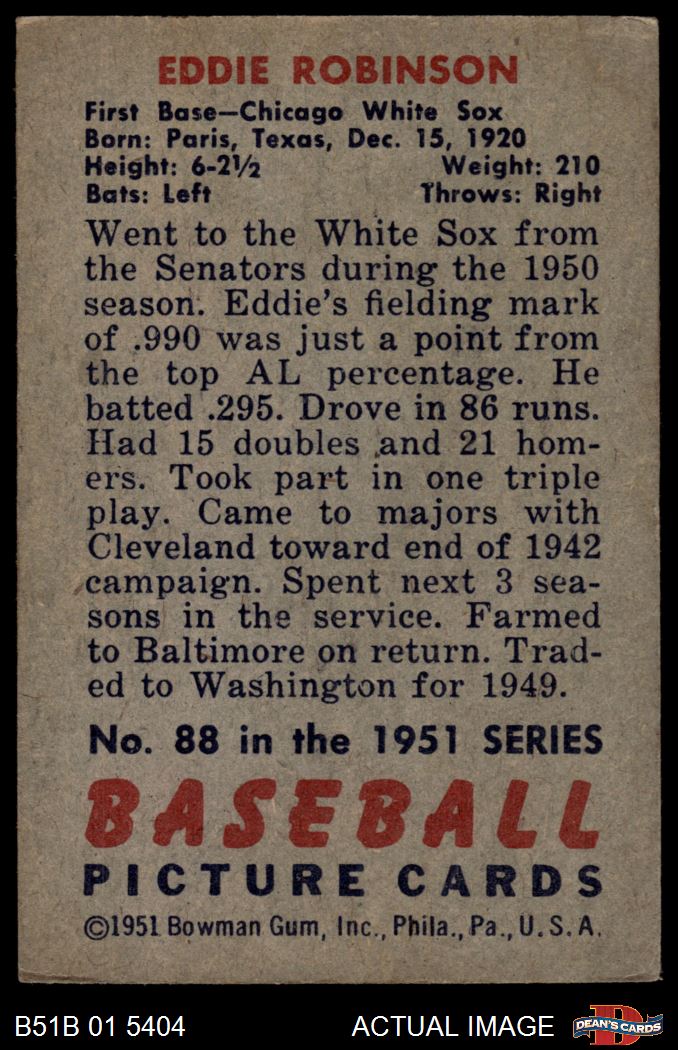 EDDIE ROBINSON
First Base—Chicago White Sox
Born: Paris, Texas, Dec. 15, 1920
Height: 6-2½ Weight: 210
Bats: Left Throws: Right
Went to the White Sox from
the Senators during the 1950
season. Eddie's fielding mark
of .990 was just a point from
the top AL percentage. He
batted .295. Drove in 86 runs.
Had 15 doubles and 21 hom-
ers. Took part in one triple
play. Came to majors with
Cleveland toward end of 1942
campaign. Spent next 3 sea-
sons in the service. Farmed
to Baltimore on return. Trad-
ed to Washington for 1949.
No. 88 in the 1951 SERIES
BASEBALL
PICTURE CARDS
©1951 Bowman Gum, Inc., Phila., Pa., U.S.A.
B51B 01 5404 ACTUAL IMAGE D DEAN'S CARDS